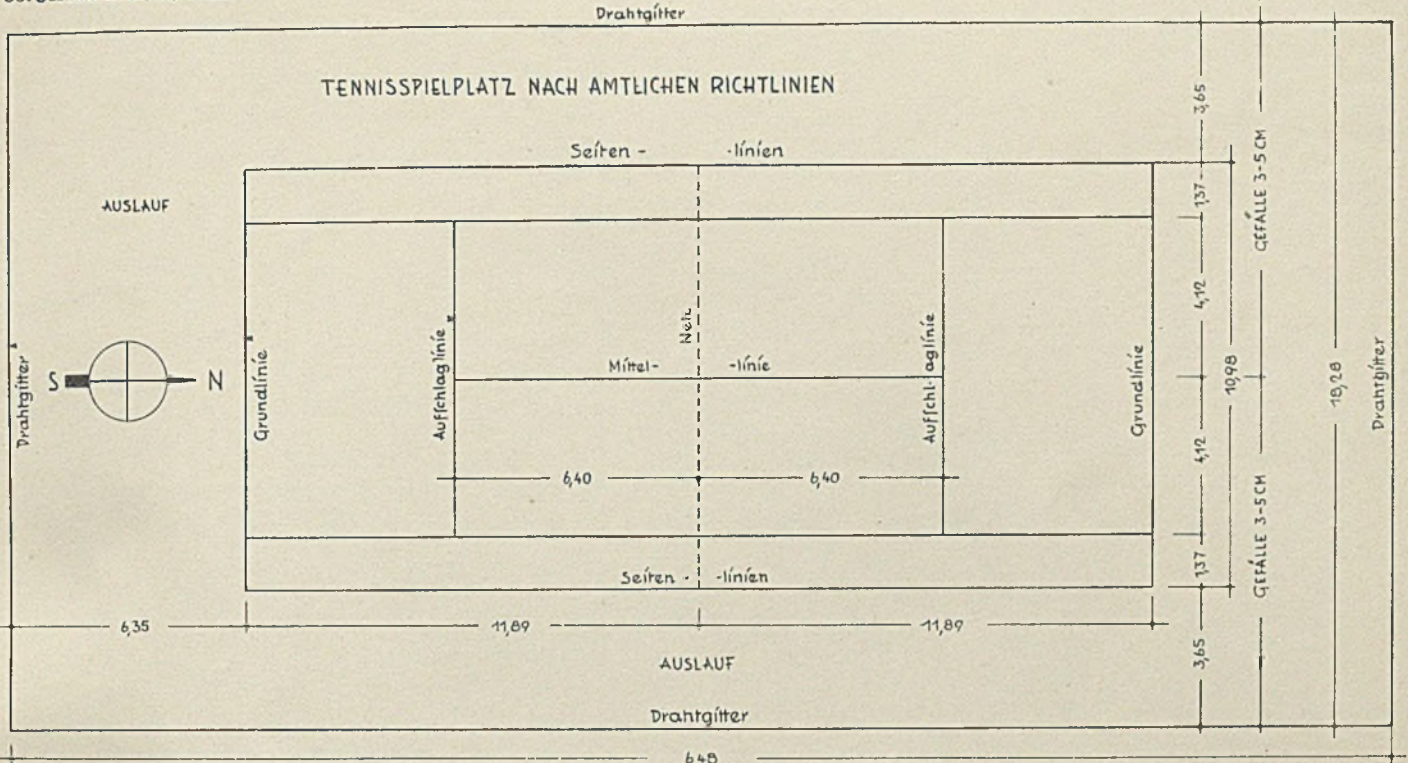 Drahtgitter
TENNISSPIELPLATZ NACH AMTLICHEN RICHTLINIEN
Seiten- -linien
AUSLAUF
Drahtgitter
S N
Grundlinie
Aufschlaglinie
Netz
Mittel- -linie
Aufschl-aglinie
Grundlinie
6,40 6,40
Seiten- -linien
6,35 11,89 11,89
AUSLAUF
Drahtgitter
6,48
3,65
1,37
4,12
4,12
1,37
3,65
10,98
GEFÄLLE 3-5 CM
GEFÄLLE 3-5 CM
18,28
Drahtgitter